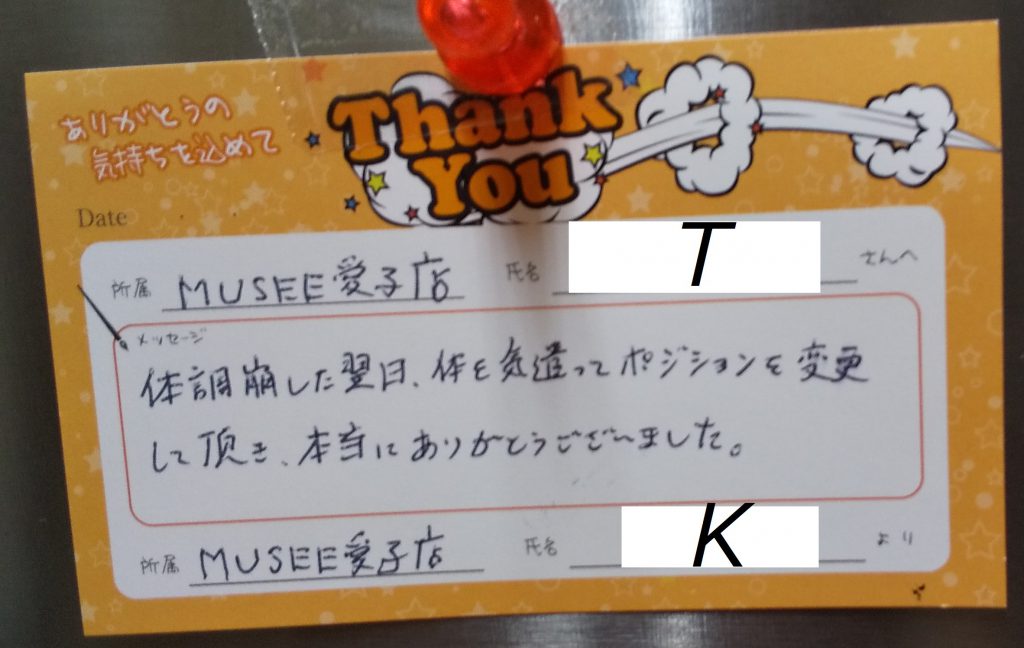 ありがとうの
気持ちを込めて
Thank
You
Date
所属 MUSEE愛子店 氏名 T さんへ
メッセージ
体調崩した翌日、体を気遣ってポジションを変更
して頂き、本当にありがとうございました。
所属 MUSEE愛子店 氏名 K より